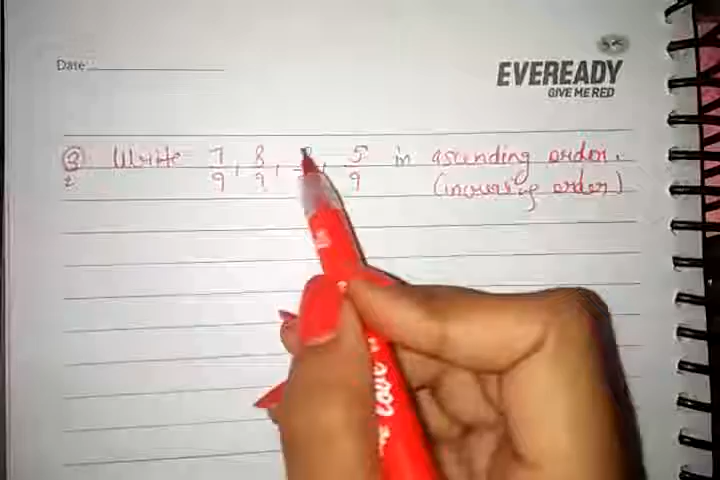 Date
EVEREADY
GIVE ME RED
Q2 Write 7/9, 8/9, , 5/9 in ascending order.
(increasing order)